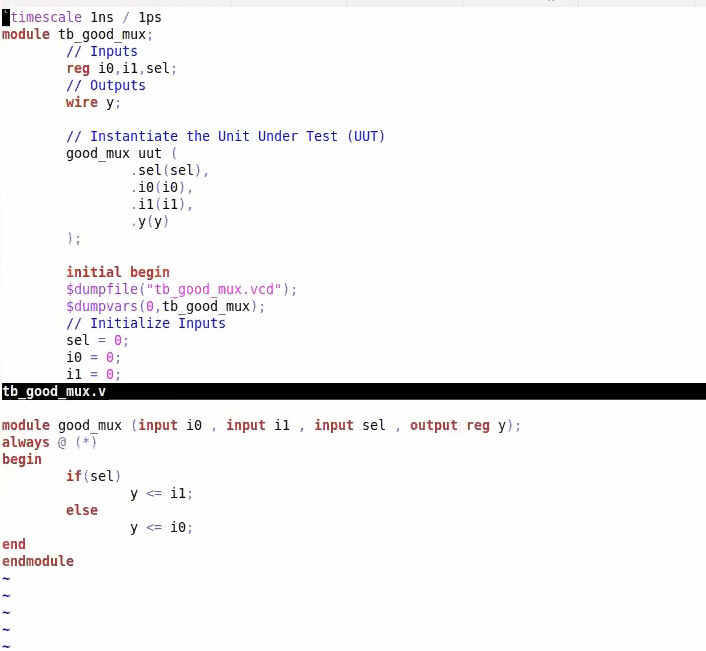 `timescale 1ns / 1ps
module tb_good_mux;
        // Inputs
        reg i0,i1,sel;
        // Outputs
        wire y;

        // Instantiate the Unit Under Test (UUT)
        good_mux uut (
                .sel(sel),
                .i0(i0),
                .i1(i1),
                .y(y)
        );

        initial begin
        $dumpfile("tb_good_mux.vcd");
        $dumpvars(0,tb_good_mux);
        // Initialize Inputs
        sel = 0;
        i0 = 0;
        i1 = 0;
tb_good_mux.v

module good_mux (input i0 , input i1 , input sel , output reg y);
always @ (*)
begin
        if(sel)
                y <= i1;
        else
                y <= i0;
end
endmodule
~
~
~
~
~